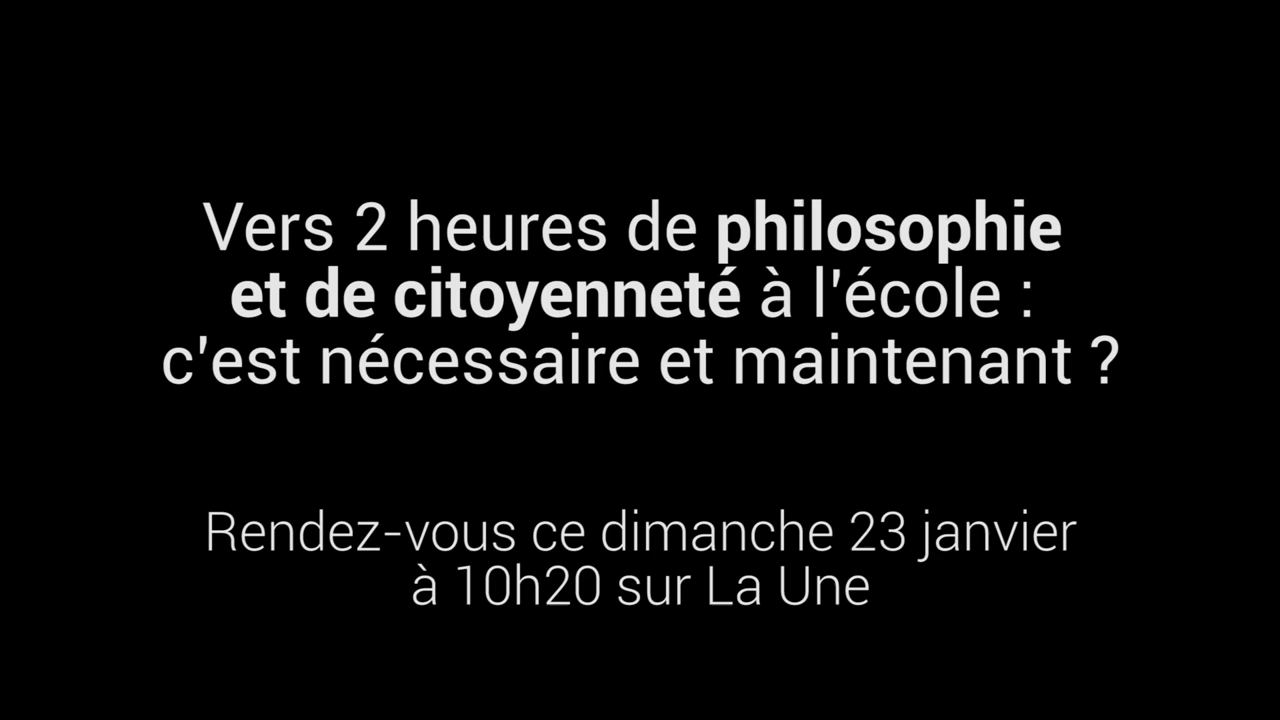 Vers 2 heures de philosophie
et de citoyenneté à l'école :
c'est nécessaire et maintenant ?
Rendez-vous ce dimanche 23 janvier
à 10h20 sur La Une